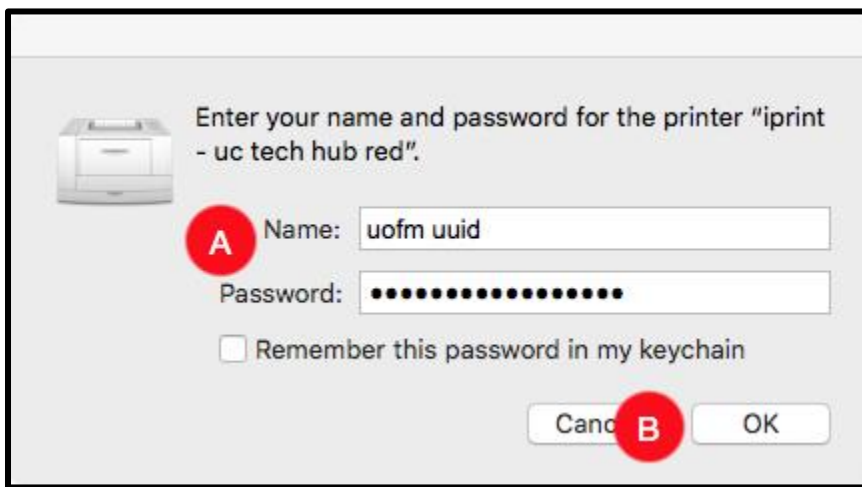 Enter your name and password for the printer “iprint
- uc tech hub red”.
A Name: uofm uuid
Password: •••••••••••••••••
Remember this password in my keychain
Canc B OK